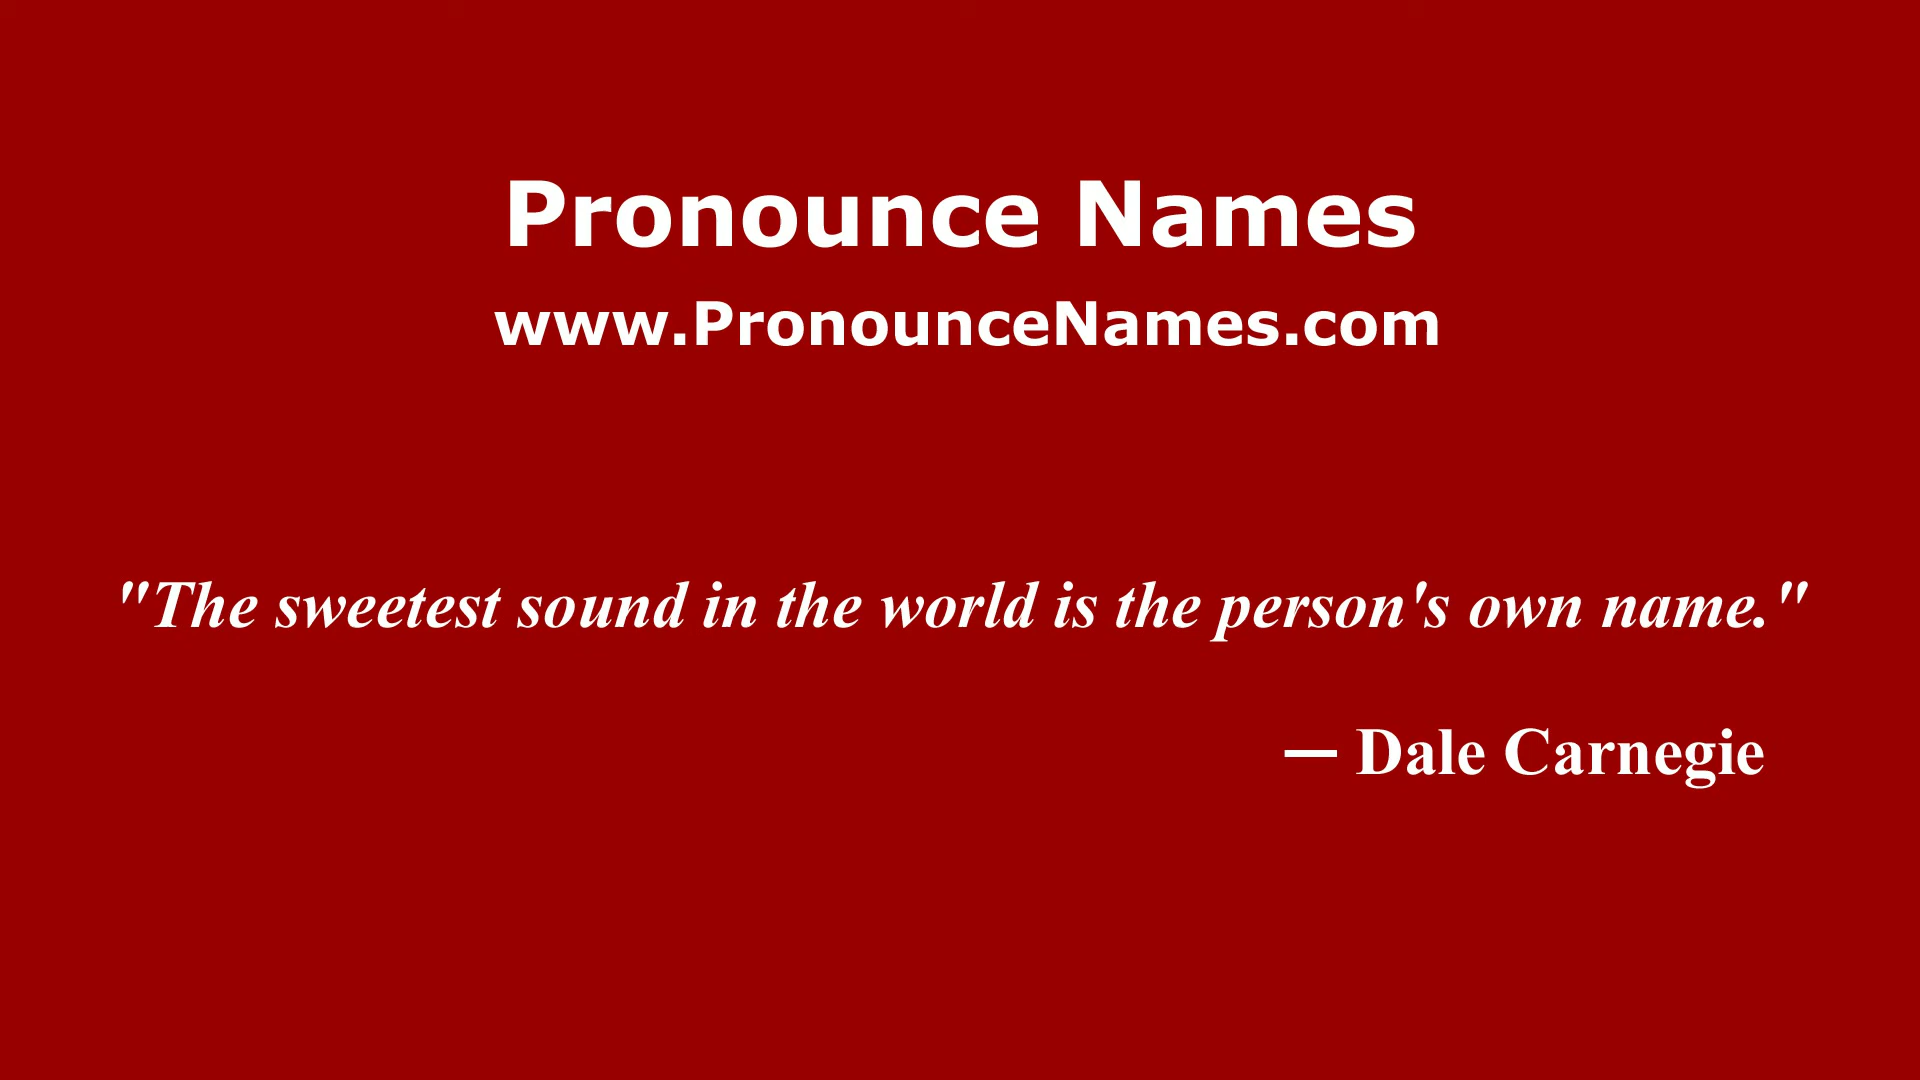 Pronounce Names
www.PronounceNames.com
"The sweetest sound in the world is the person's own name."
— Dale Carnegie